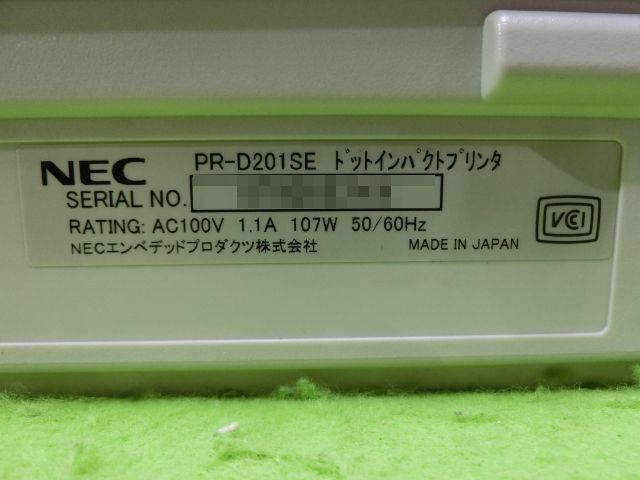 NEC PR-D201SE ﾄﾞｯﾄｲﾝﾊﾟｸﾄﾌﾟﾘﾝﾀ
SERIAL NO.
RATING: AC100V 1.1A 107W 50/60Hz
NECエンベデッドプロダクツ株式会社 MADE IN JAPAN
VCI